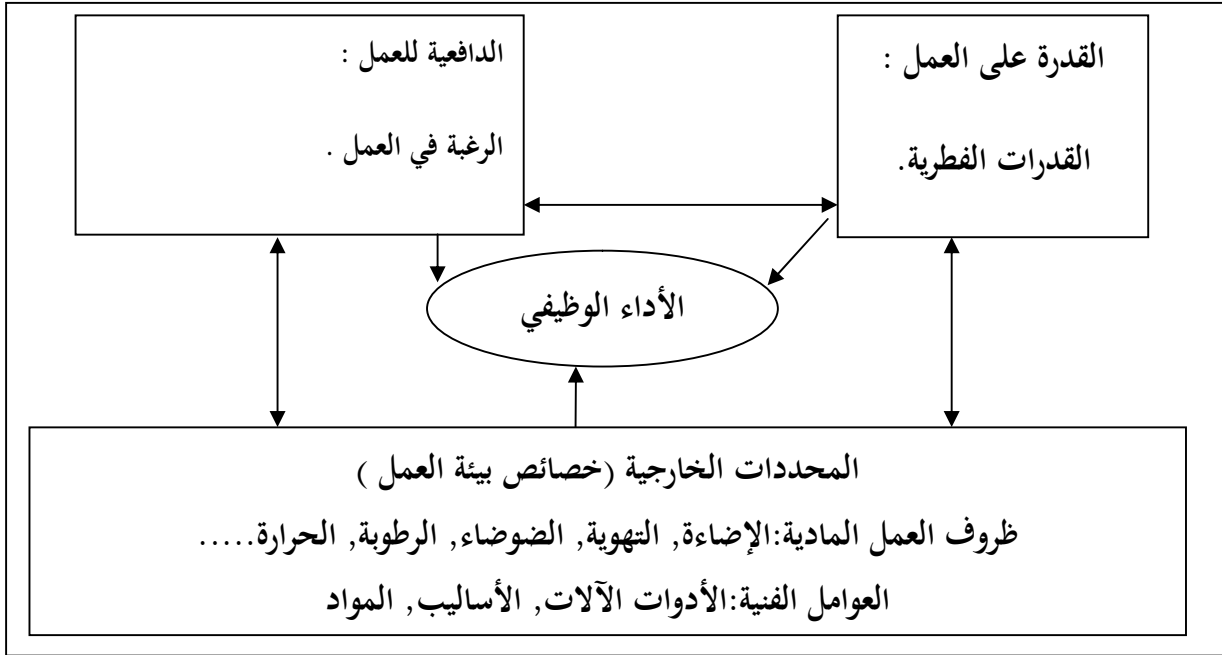 القدرة على العمل :
القدرات الفطرية.
الدافعية للعمل :
الرغبة في العمل .
الأداء الوظيفي
المحددات الخارجية (خصائص بيئة العمل )
ظروف العمل المادية:الإضاءة, التهوية, الضوضاء, الرطوبة, الحرارة.....
العوامل الفنية:الأدوات الآلات, الأساليب, المواد